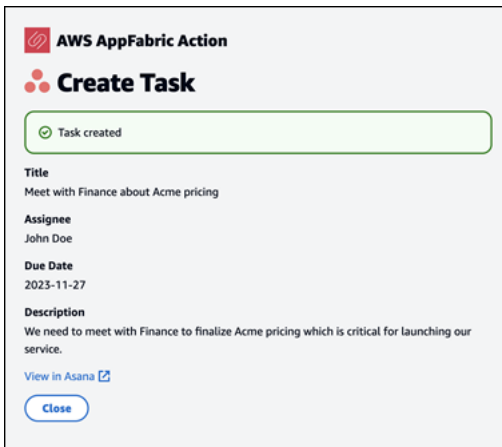 AWS AppFabric Action
Create Task
Task created
Title
Meet with Finance about Acme pricing
Assignee
John Doe
Due Date
2023-11-27
Description
We need to meet with Finance to finalize Acme pricing which is critical for launching our
service.
View in Asana
Close